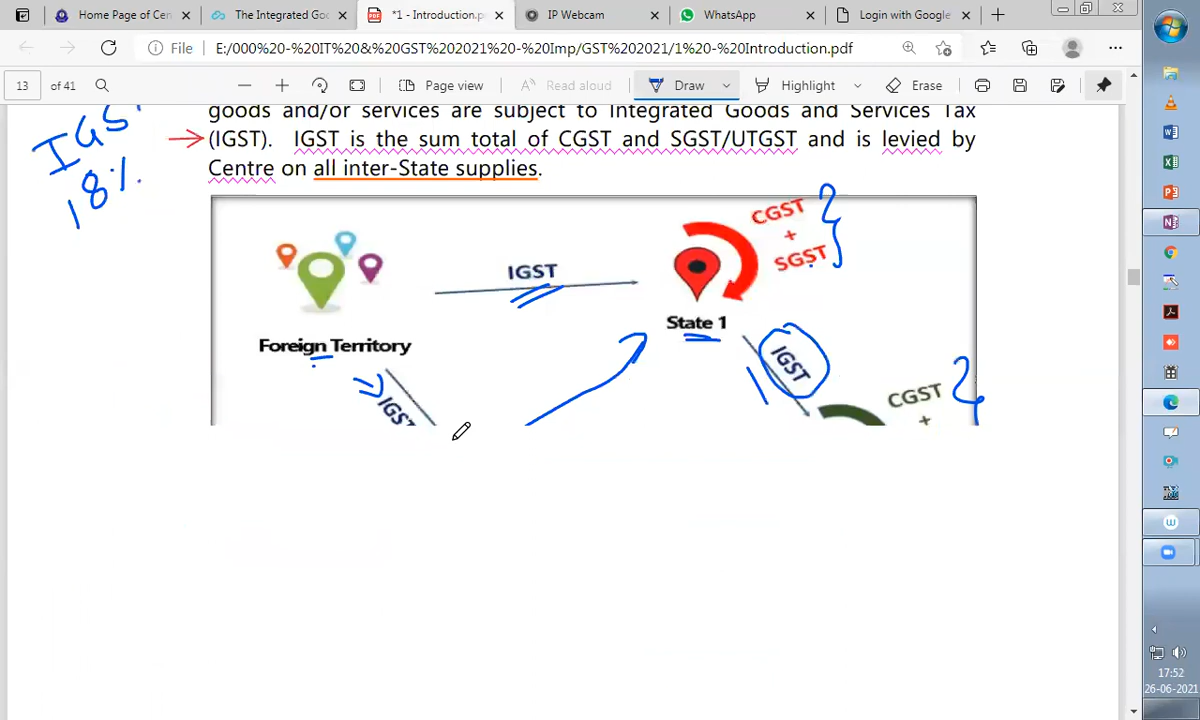 Home Page of Cen
The Integrated Goo
*1 - Introduction.p
IP Webcam
WhatsApp
Login with Google
File
E:/000%20-%20IT%20&%20GST%202021%20-%20Imp/GST%202021/1%20-%20Introduction.pdf
13 of 41
Page view
Read aloud
Draw
Highlight
Erase
goods and/or services are subject to Integrated Goods and Services Tax
(IGST). IGST is the sum total of CGST and SGST/UTGST and is levied by
Centre on all inter-State supplies.
IGS
18%.
CGST
+
SGST
IGST
State 1
Foreign Territory
IGST
IGST
CGST
+
17:52
26-06-2021